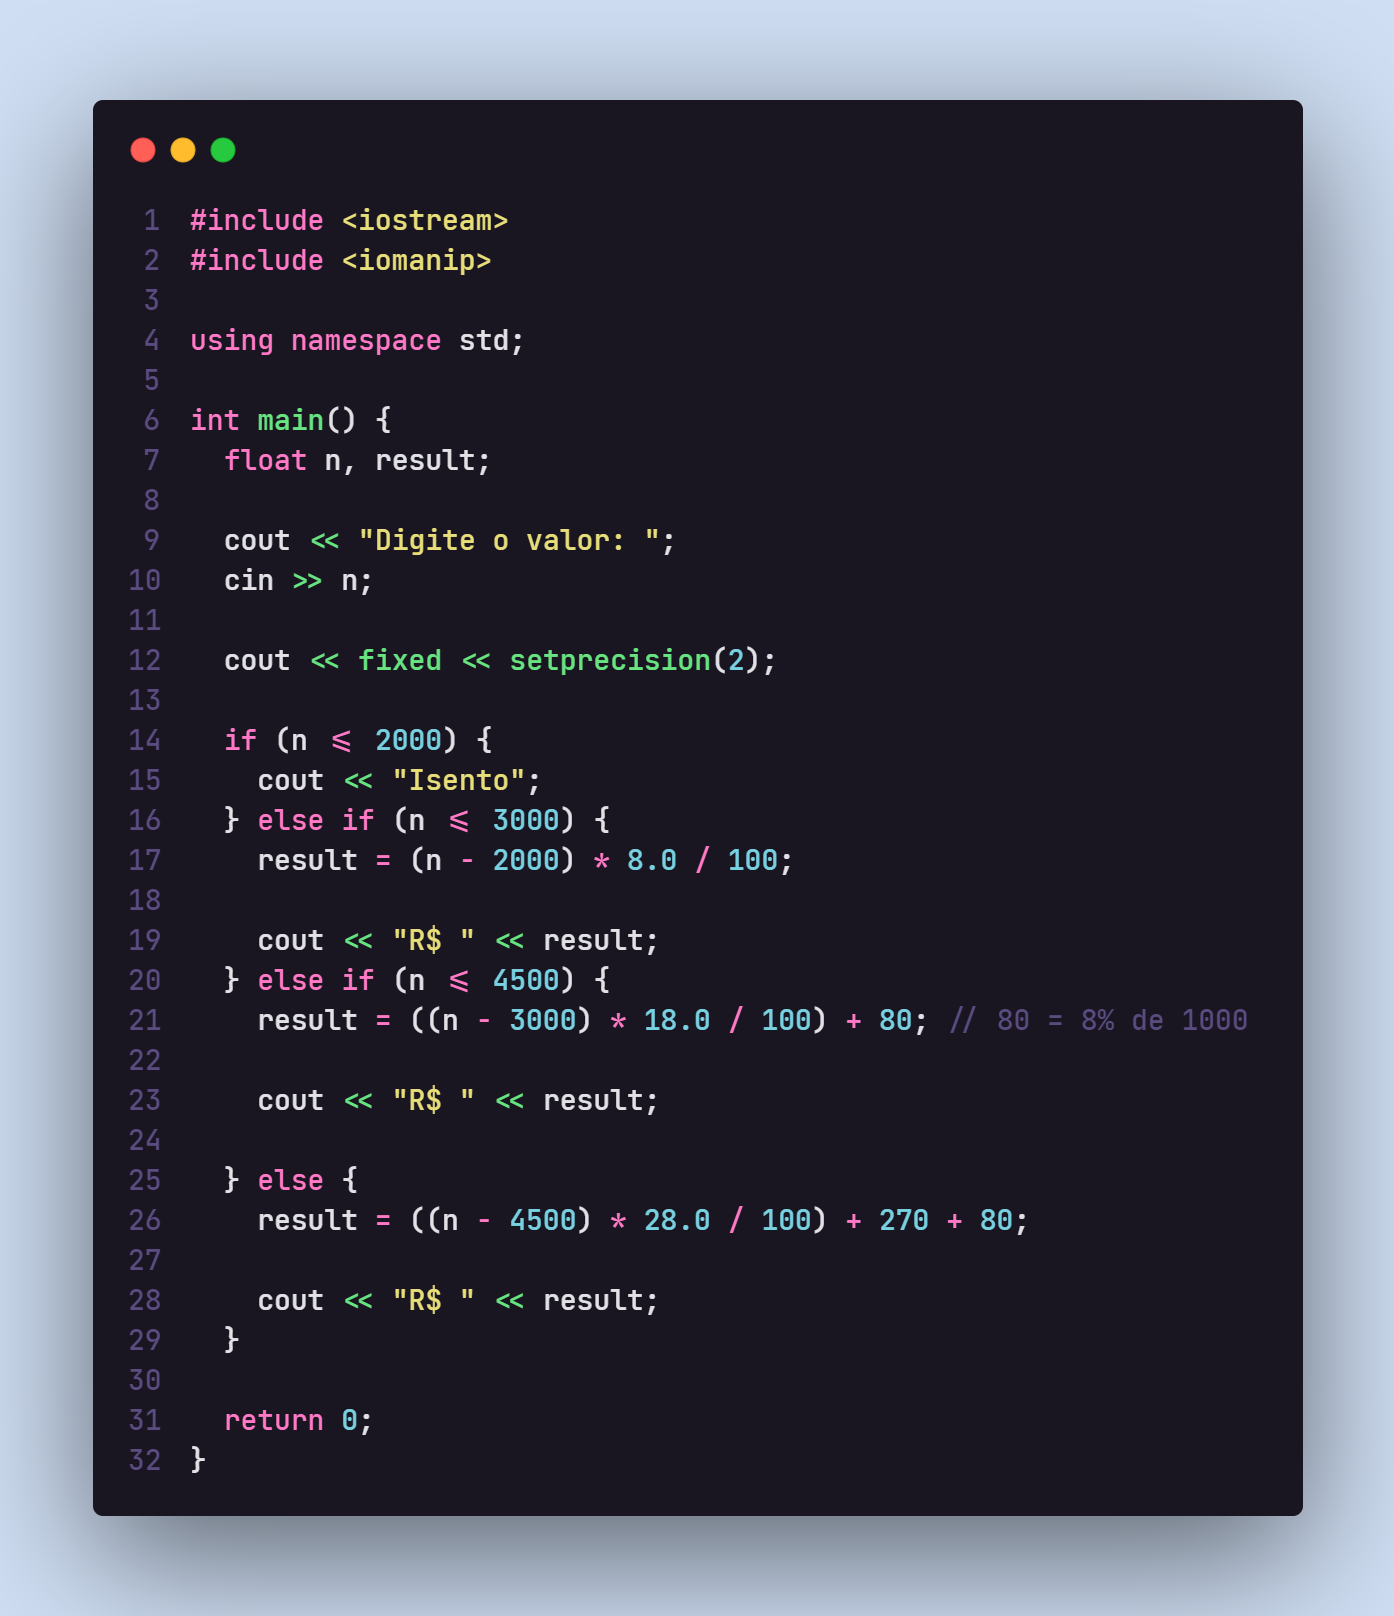 1 #include <iostream>
2 #include <iomanip>
3
4 using namespace std;
5
6 int main() {
7   float n, result;
8
9   cout << "Digite o valor: ";
10   cin >> n;
11
12   cout << fixed << setprecision(2);
13
14   if (n <= 2000) {
15     cout << "Isento";
16   } else if (n <= 3000) {
17     result = (n - 2000) * 8.0 / 100;
18
19     cout << "R$ " << result;
20   } else if (n <= 4500) {
21     result = ((n - 3000) * 18.0 / 100) + 80; // 80 = 8% de 1000
22
23     cout << "R$ " << result;
24
25   } else {
26     result = ((n - 4500) * 28.0 / 100) + 270 + 80;
27
28     cout << "R$ " << result;
29   }
30
31   return 0;
32 }